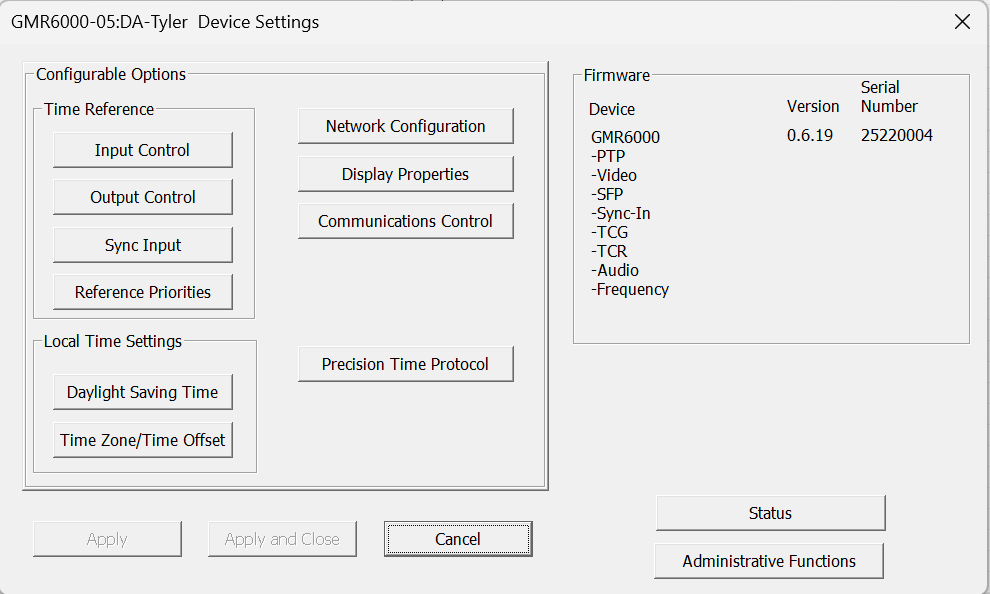 GMR6000-05:DA-Tyler  Device Settings
Configurable Options
Time Reference
Input Control
Output Control
Sync Input
Reference Priorities
Local Time Settings
Daylight Saving Time
Time Zone/Time Offset
Network Configuration
Display Properties
Communications Control
Precision Time Protocol
Firmware
Device
Version
Serial
Number
GMR6000 0.6.19 25220004
-PTP
-Video
-SFP
-Sync-In
-TCG
-TCR
-Audio
-Frequency
Status
Administrative Functions
Apply
Apply and Close
Cancel